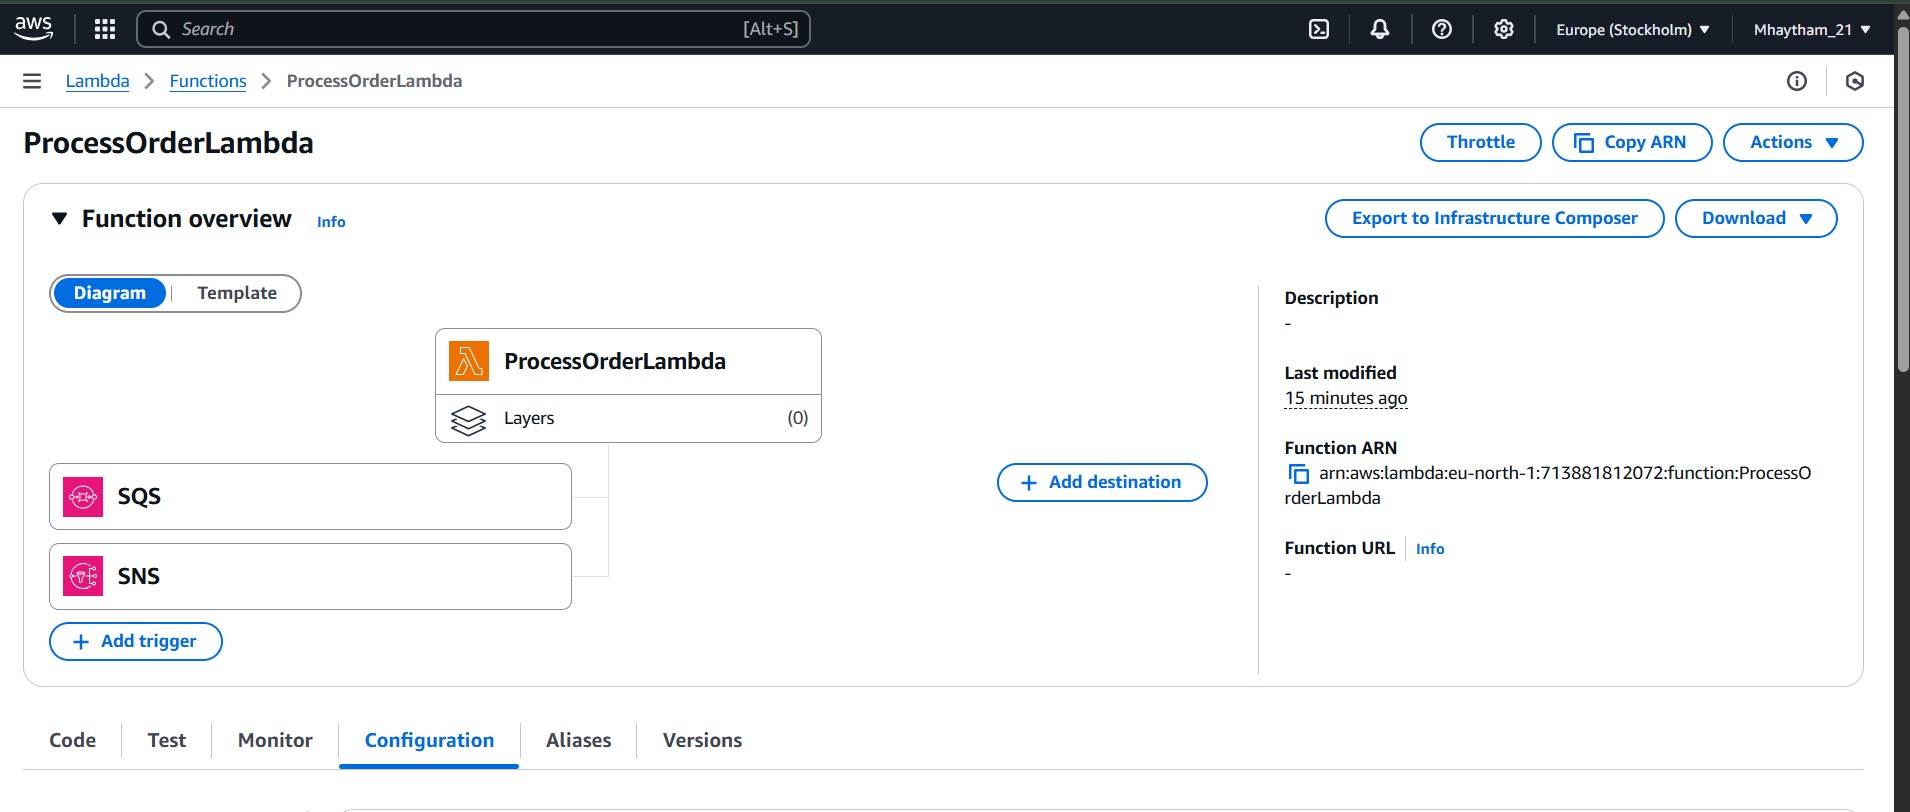 aws
Search [Alt+S]
Europe (Stockholm)
Mhaytham_21
Lambda
Functions
ProcessOrderLambda
ProcessOrderLambda
Throttle
Copy ARN
Actions
Function overview
Info
Export to Infrastructure Composer
Download
Diagram
Template
ProcessOrderLambda
Layers
(0)
SQS
SNS
+ Add trigger
+ Add destination
Description
-
Last modified
15 minutes ago
Function ARN
arn:aws:lambda:eu-north-1:713881812072:function:ProcessO
rderLambda
Function URL
Info
-
Code
Test
Monitor
Configuration
Aliases
Versions